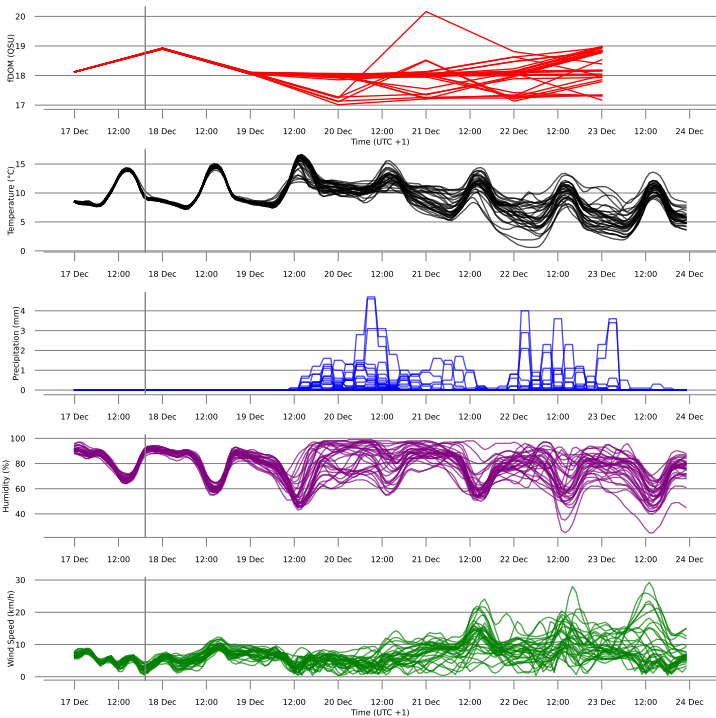 20
19
18
17
fDOM (QSU)
17 Dec 12:00 18 Dec 12:00 19 Dec 12:00 20 Dec 12:00 21 Dec 12:00 22 Dec 12:00 23 Dec 12:00 24 Dec
Time (UTC +1)
15
10
5
0
Temperature (°C)
17 Dec 12:00 18 Dec 12:00 19 Dec 12:00 20 Dec 12:00 21 Dec 12:00 22 Dec 12:00 23 Dec 12:00 24 Dec
4
3
2
1
0
Precipitation (mm)
17 Dec 12:00 18 Dec 12:00 19 Dec 12:00 20 Dec 12:00 21 Dec 12:00 22 Dec 12:00 23 Dec 12:00 24 Dec
100
80
60
40
Humidity (%)
17 Dec 12:00 18 Dec 12:00 19 Dec 12:00 20 Dec 12:00 21 Dec 12:00 22 Dec 12:00 23 Dec 12:00 24 Dec
30
20
10
0
Wind Speed (km/h)
17 Dec 12:00 18 Dec 12:00 19 Dec 12:00 20 Dec 12:00 21 Dec 12:00 22 Dec 12:00 23 Dec 12:00 24 Dec
Time (UTC +1)